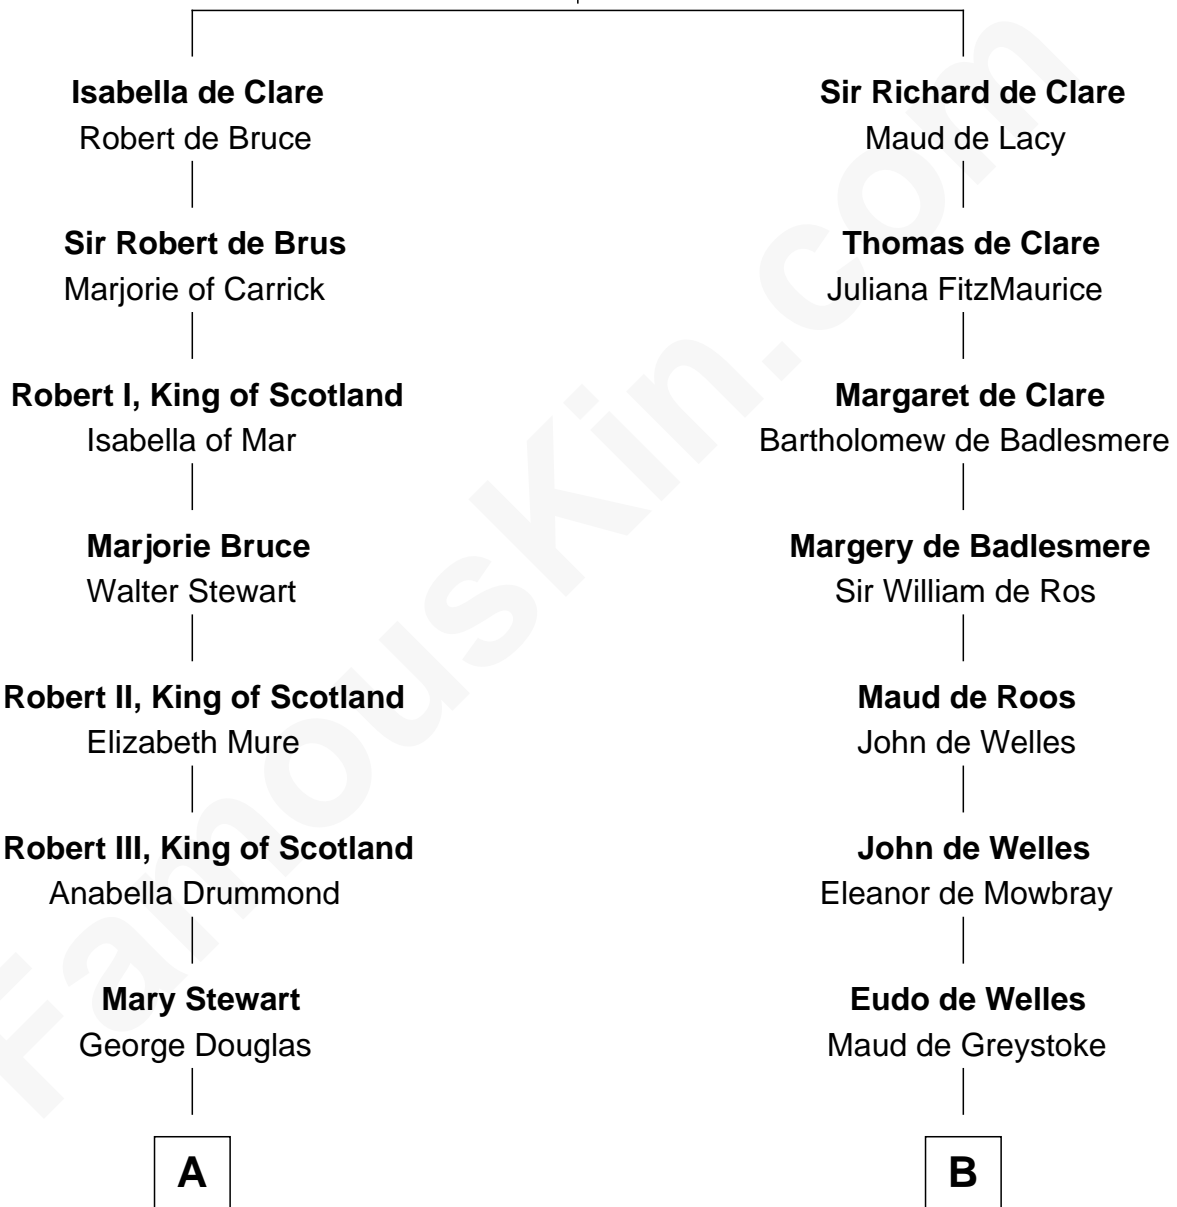 Isabella de Clare
Robert de Bruce
Sir Robert de Brus
Marjorie of Carrick
Robert I, King of Scotland
Isabella of Mar
Marjorie Bruce
Walter Stewart
Robert II, King of Scotland
Elizabeth Mure
Robert III, King of Scotland
Anabella Drummond
Mary Stewart
George Douglas
A
Sir Richard de Clare
Maud de Lacy
Thomas de Clare
Juliana FitzMaurice
Margaret de Clare
Bartholomew de Badlesmere
Margery de Badlesmere
Sir William de Ros
Maud de Roos
John de Welles
John de Welles
Eleanor de Mowbray
Eudo de Welles
Maud de Greystoke
B
FamousKin.com